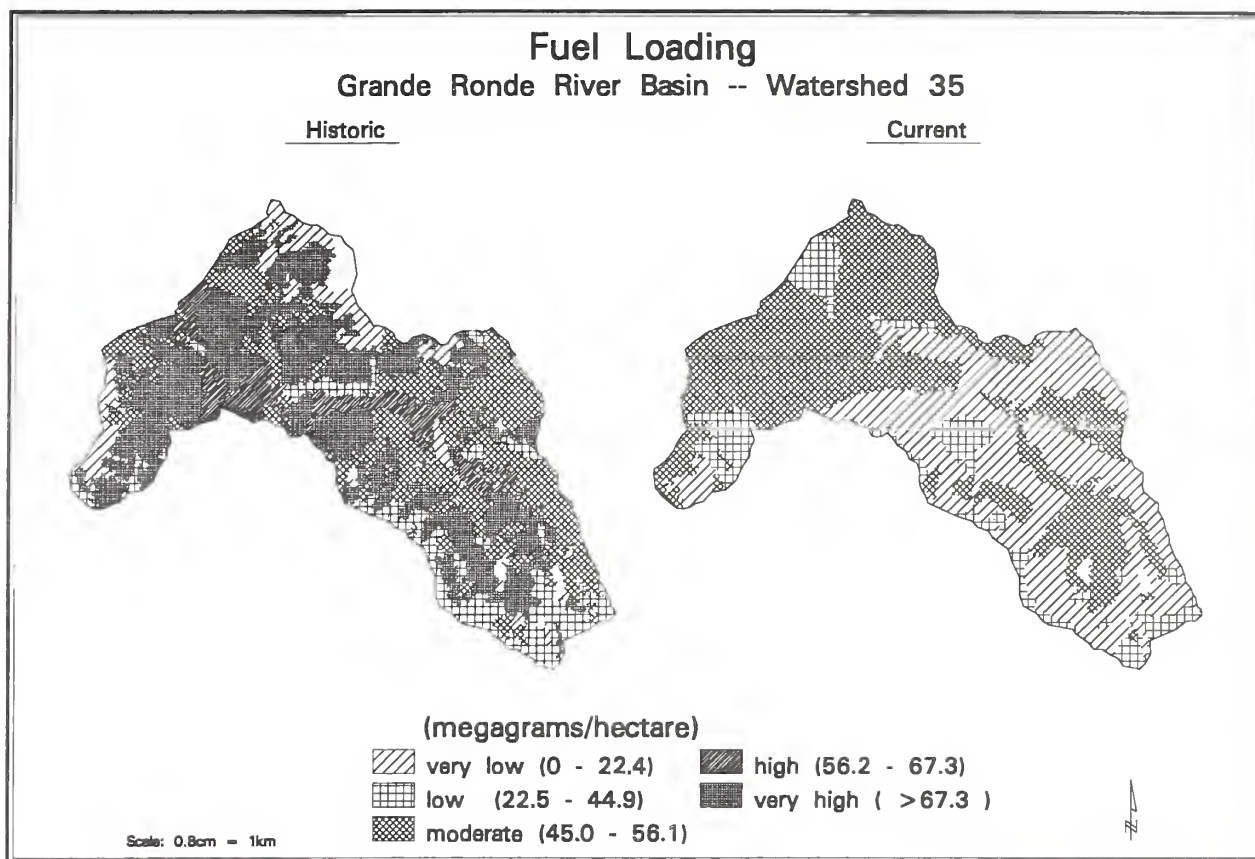 Fuel Loading
Grande Ronde River Basin -- Watershed 35
Historic
Current
(megagrams/hectare)
very low (0 - 22.4)
low (22.5 - 44.9)
moderate (45.0 - 56.1)
high (56.2 - 67.3)
very high ( >67.3 )
Scale: 0.8cm = 1km
N